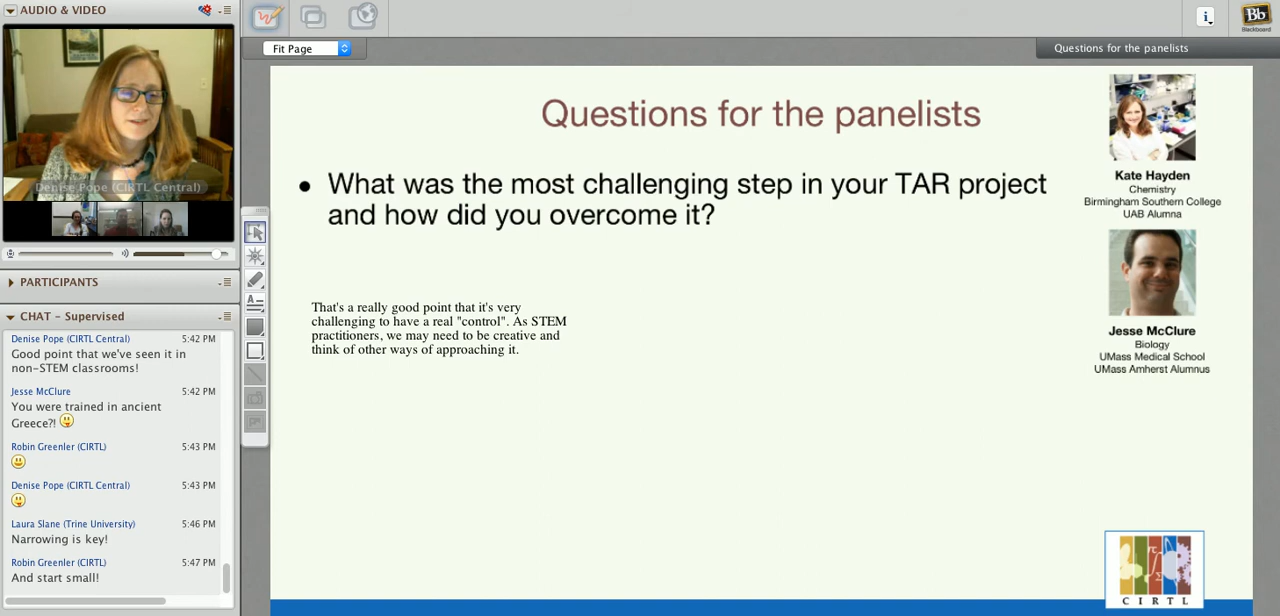 AUDIO & VIDEO
Denise Pope (CIRTL Central)
PARTICIPANTS
CHAT – Supervised
Denise Pope (CIRTL Central) 5:42 PM
Good point that we've seen it in
non-STEM classrooms!
Jesse McClure 5:42 PM
You were trained in ancient
Greece?!
Robin Greenler (CIRTL) 5:43 PM
Denise Pope (CIRTL Central) 5:43 PM
Laura Slane (Trine University) 5:46 PM
Narrowing is key!
Robin Greenler (CIRTL) 5:47 PM
And start small!
Fit Page
Questions for the panelists
Bb
Blackboard
Questions for the panelists
• What was the most challenging step in your TAR project
and how did you overcome it?
That's a really good point that it's very
challenging to have a real "control". As STEM
practitioners, we may need to be creative and
think of other ways of approaching it.
Kate Hayden
Chemistry
Birmingham Southern College
UAB Alumna
Jesse McClure
Biology
UMass Medical School
UMass Amherst Alumnus
CIRTL